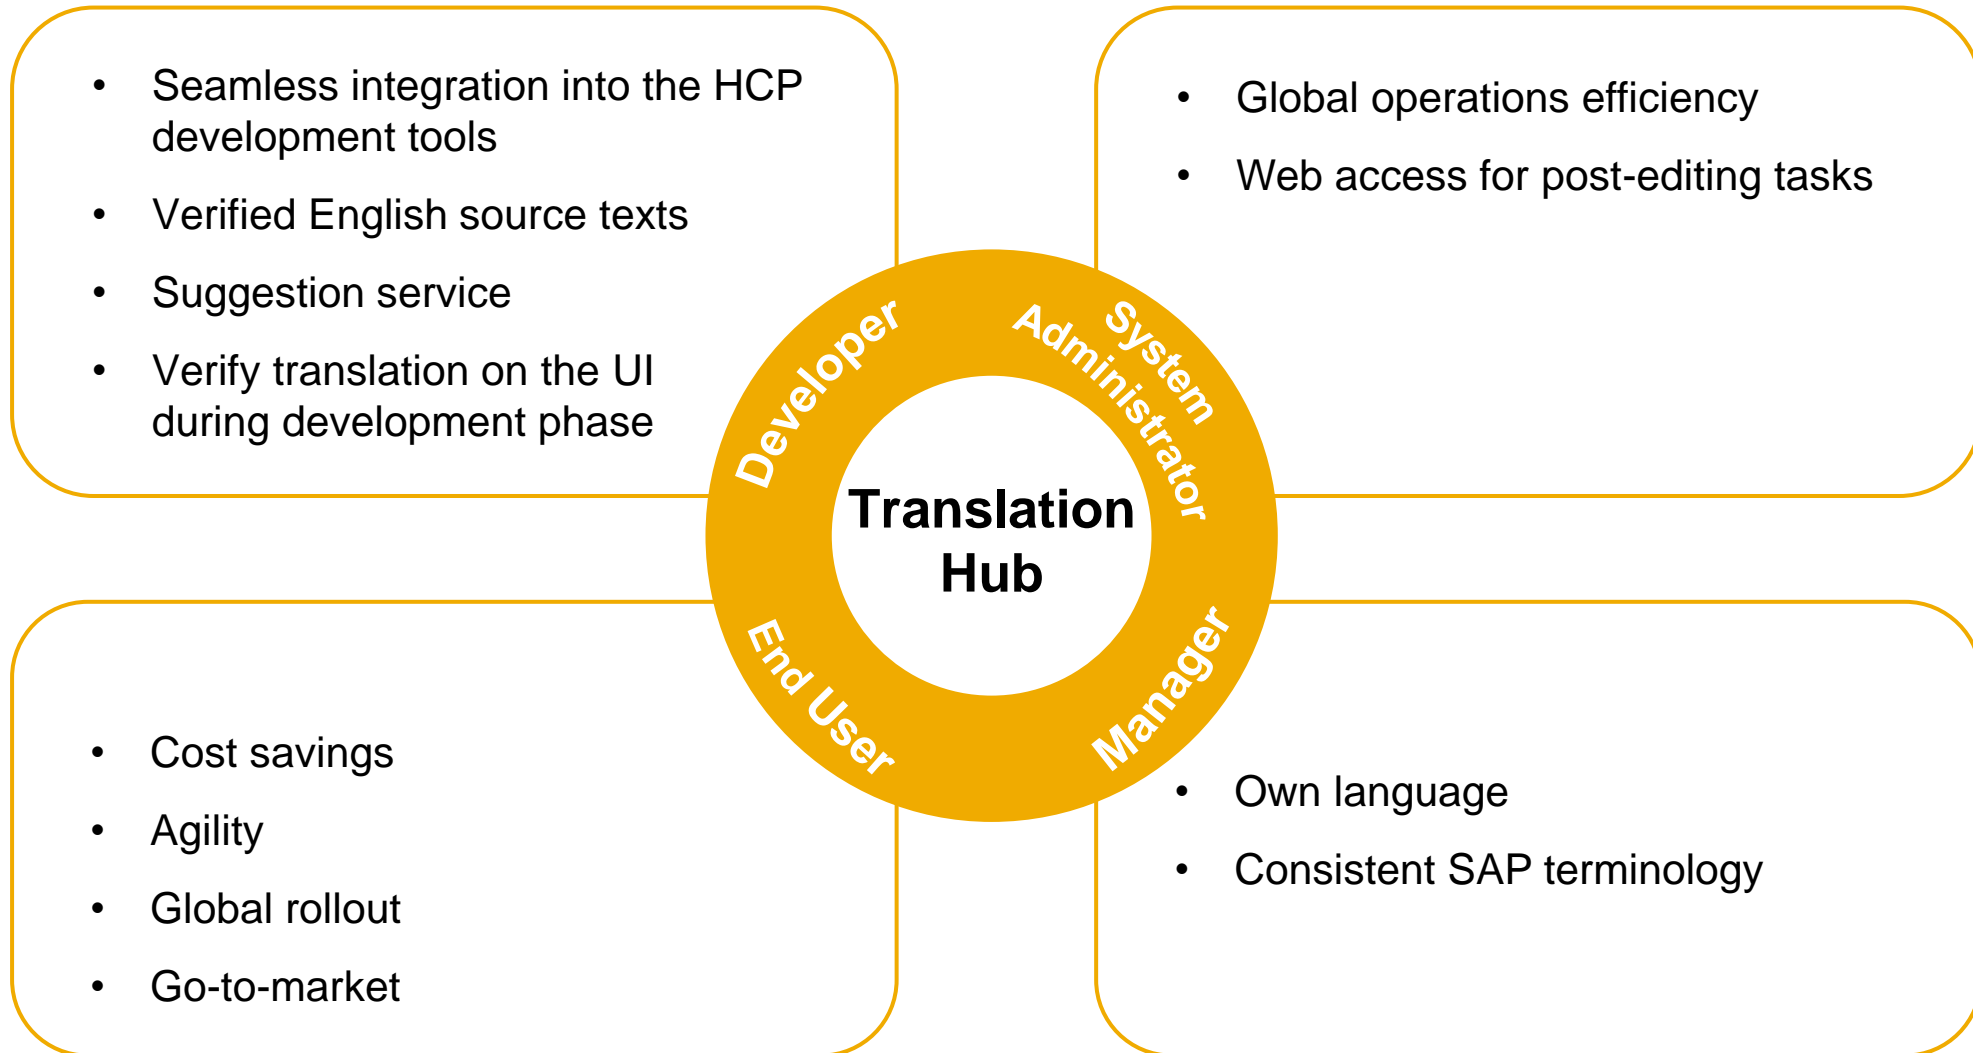 • Seamless integration into the HCP
development tools
• Verified English source texts
• Suggestion service
• Verify translation on the UI
during development phase
• Global operations efficiency
• Web access for post-editing tasks
Developer
System
Administrator
Translation
Hub
End User
Manager
• Cost savings
• Agility
• Global rollout
• Go-to-market
• Own language
• Consistent SAP terminology